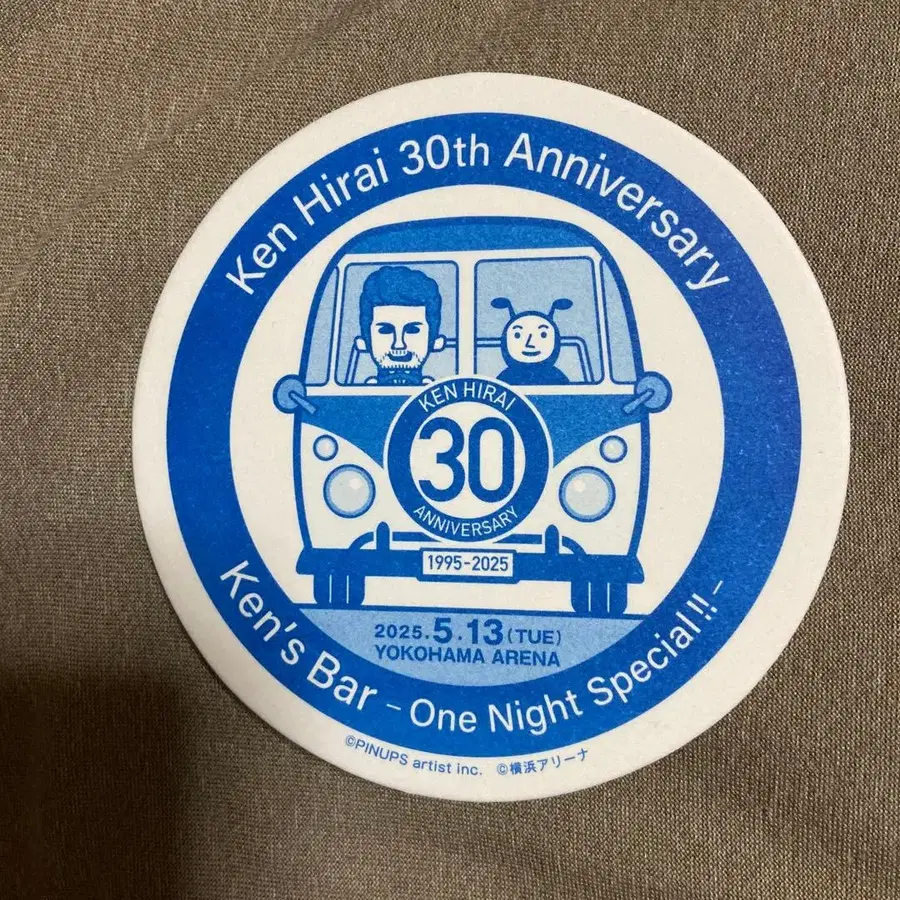 Ken Hirai 30th Anniversary
KEN HIRAI
30
ANNIVERSARY
1995-2025
2025.5.13(TUE)
YOKOHAMA ARENA
Ken's Bar -One Night Special!!-
©PINUPS artist inc. ©横浜アリーナ